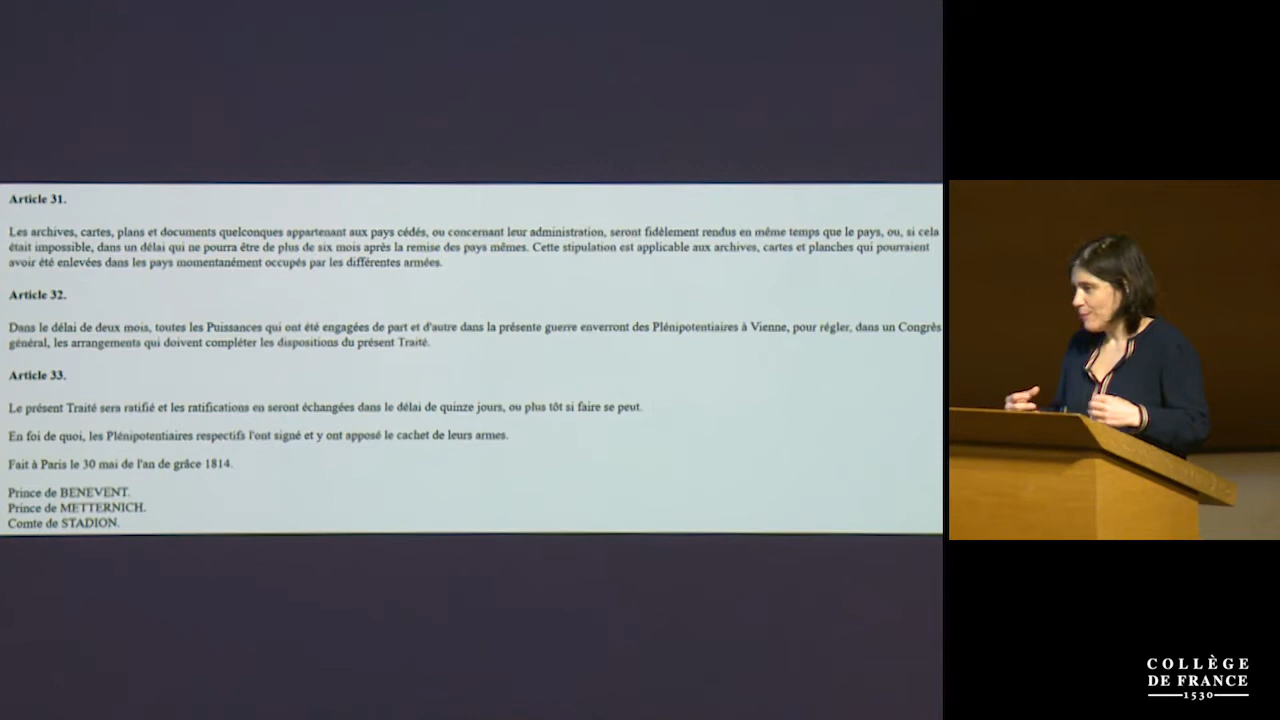 Article 31.
Les archives, cartes, plans et documents quelconques appartenant aux pays cédés, ou concernant leur administration, seront fidèlement rendus en même temps que le pays, ou, si cela
était impossible, dans un délai qui ne pourra être de plus de six mois après la remise des pays mêmes. Cette stipulation est applicable aux archives, cartes et planches qui pourraient
avoir été enlevées dans les pays momentanément occupés par les différentes armées.
Article 32.
Dans le délai de deux mois, toutes les Puissances qui ont été engagées de part et d'autre dans la présente guerre enverront des Plénipotentiaires à Vienne, pour régler, dans un Congrès
général, les arrangements qui doivent compléter les dispositions du présent Traité.
Article 33.
Le présent Traité sera ratifié et les ratifications en seront échangées dans le délai de quinze jours, ou plus tôt si faire se peut.
En foi de quoi, les Plénipotentiaires respectifs l'ont signé et y ont apposé le cachet de leurs armes.
Fait à Paris le 30 mai de l'an de grâce 1814.
Prince de BENEVENT.
Prince de METTERNICH.
Comte de STADION.
COLLÈGE
DE FRANCE
1530